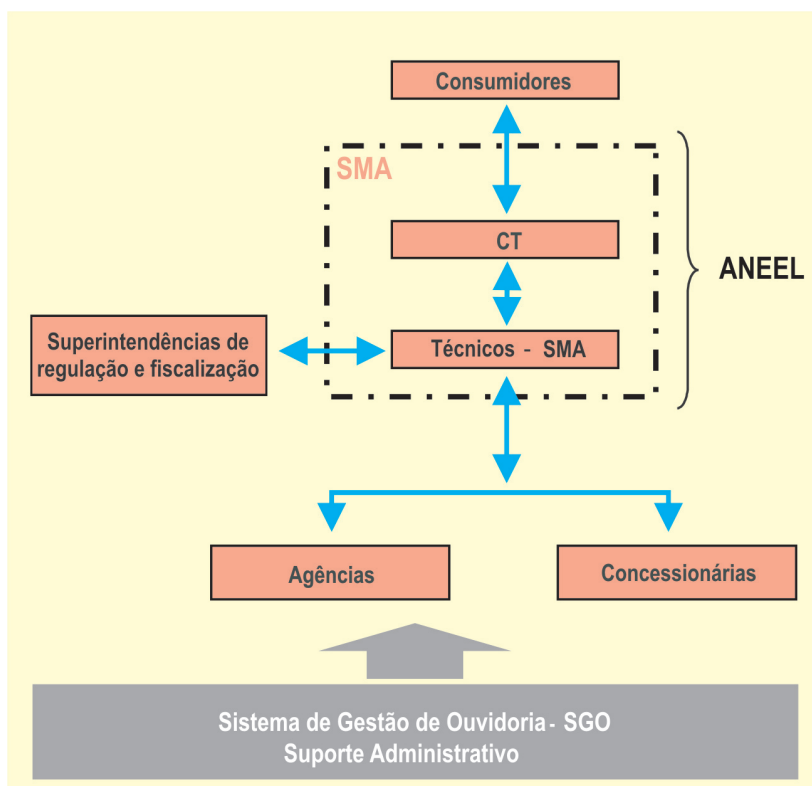 Consumidores
SMA
CT
ANEEL
Superintendências de
regulação e fiscalização
Técnicos - SMA
Agências
Concessionárias
Sistema de Gestão de Ouvidoria - SGO
Suporte Administrativo